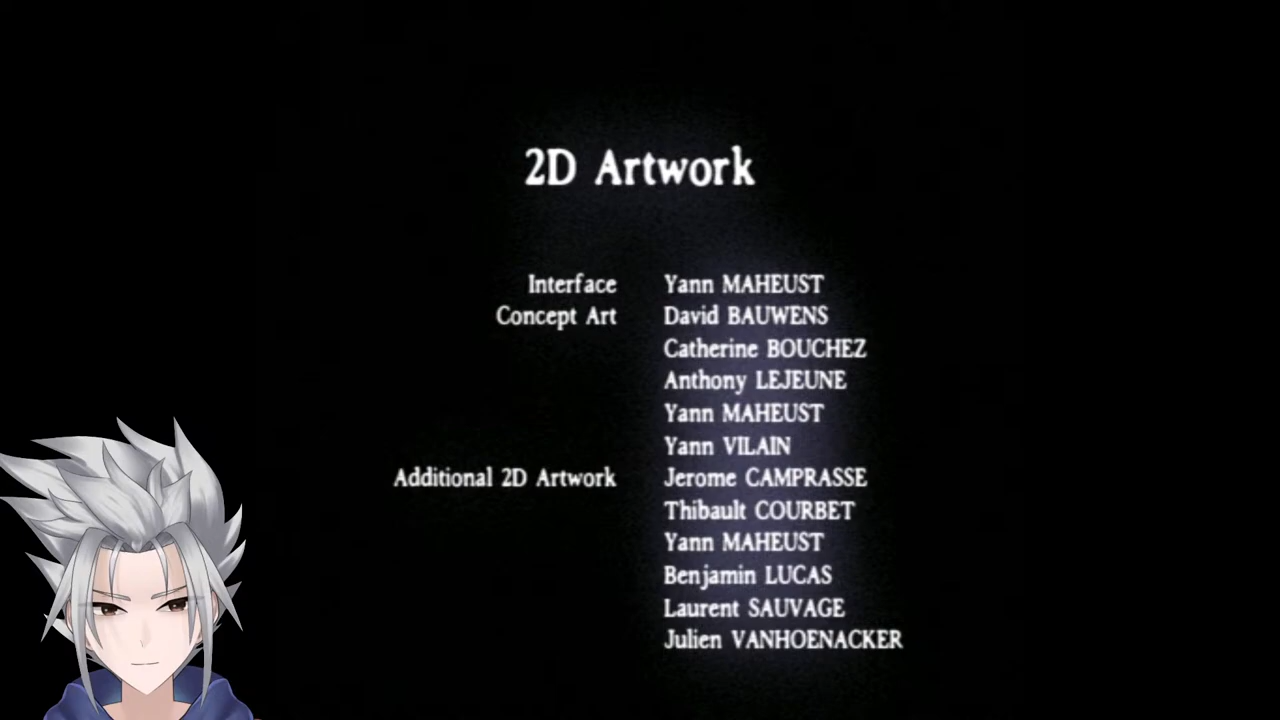 2D Artwork
Interface Yann MAHEUST
Concept Art David BAUWENS
Catherine BOUCHEZ
Anthony LEJEUNE
Yann MAHEUST
Yann VILAIN
Additional 2D Artwork Jerome CAMPRASSE
Thibault COURBET
Yann MAHEUST
Benjamin LUCAS
Laurent SAUVAGE
Julien VANHOENACKER